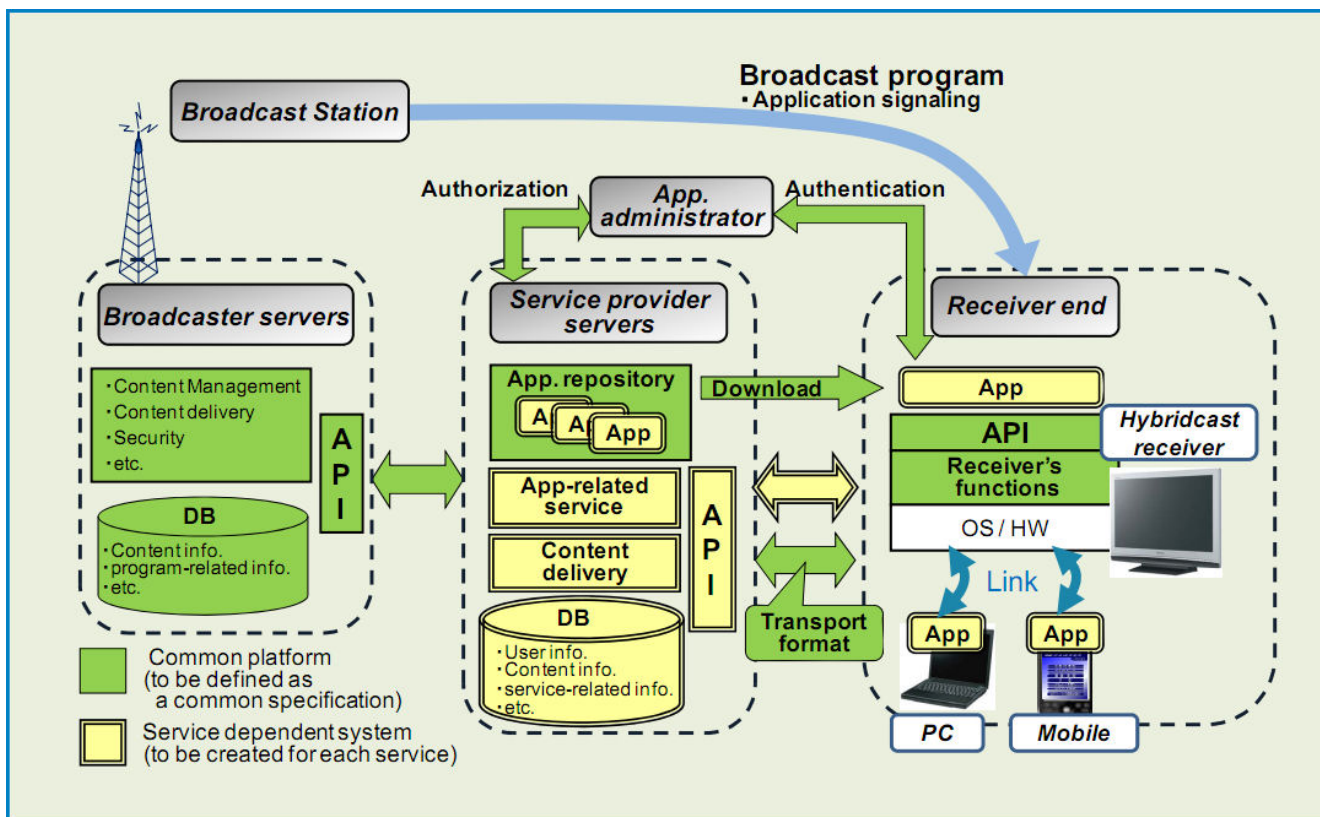 Broadcast program
・Application signaling
Broadcast Station
Authorization
App.
administrator
Authentication
Broadcaster servers
・Content Management
・Content delivery
・Security
・etc.
A
P
I
DB
・Content info.
・program-related info.
・etc.
Service provider
servers
App. repository
App
App
App
Download
App-related
service
Content
delivery
A
P
I
DB
・User info.
・Content info.
・service-related info.
・etc.
Transport
format
Receiver end
App
API
Receiver's
functions
OS / HW
Hybridcast
receiver
Link
App
App
PC
Mobile
Common platform
(to be defined as
a common specification)
Service dependent system
(to be created for each service)